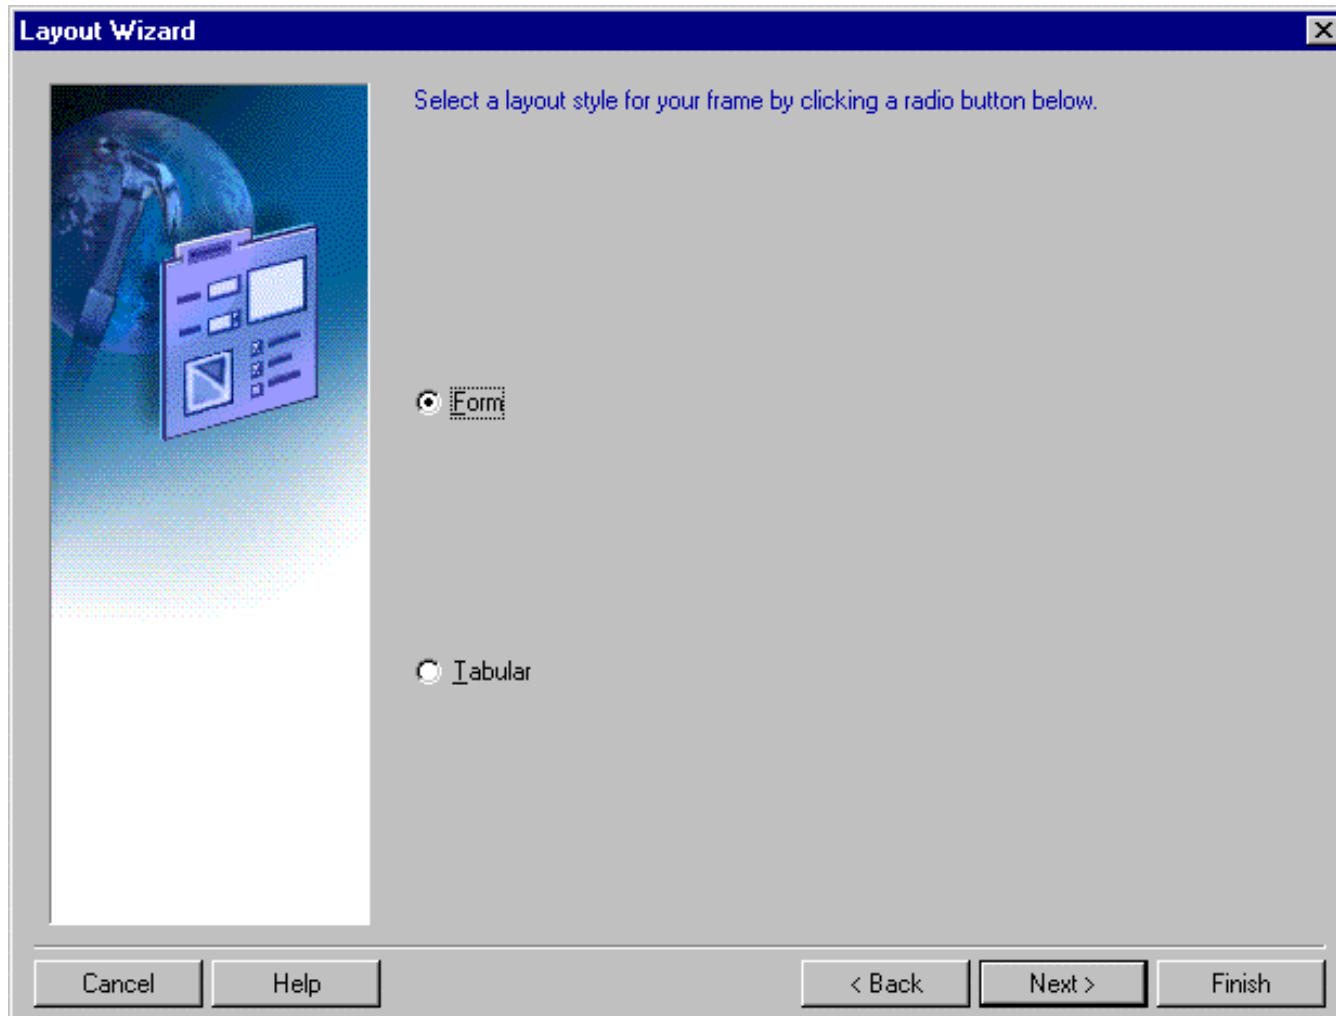 Layout Wizard
Select a layout style for your frame by clicking a radio button below.
Form
Tabular
Cancel
Help
< Back
Next >
Finish